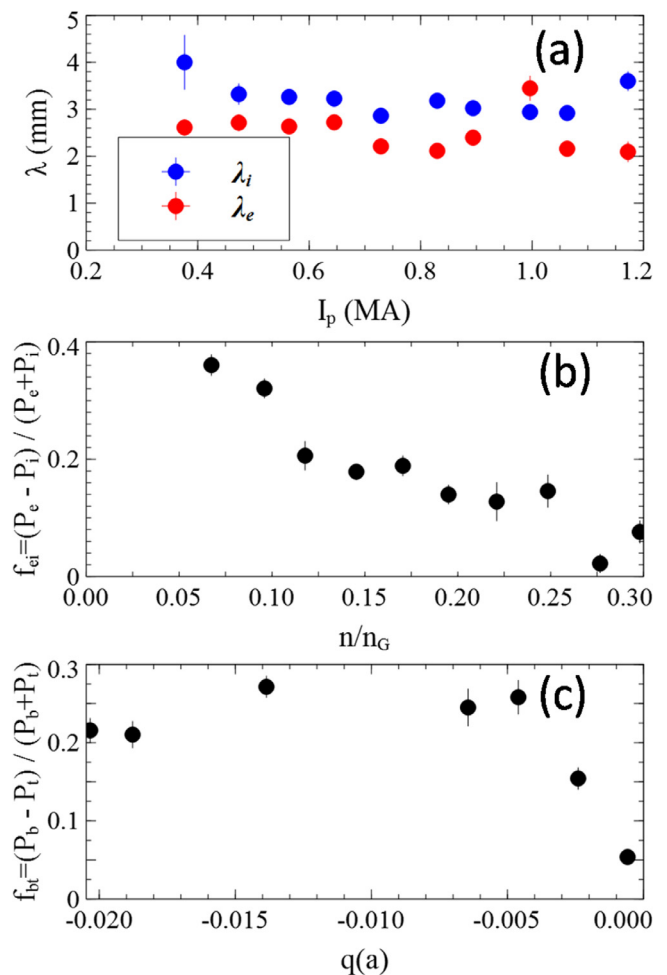 (a)
λ (mm)
6
5
4
3
2
1
0
λi
λe
0.2 0.4 0.6 0.8 1.0 1.2
Ip (MA)
(b)
fei=(Pe - Pi) / (Pe+Pi)
0.4
0.2
0
0.00 0.05 0.10 0.15 0.20 0.25 0.30
n/nG
(c)
fbt=(Pb - Pt) / (Pb+Pt)
0.3
0.2
0.1
0
-0.020 -0.015 -0.010 -0.005 0.000
q(a)